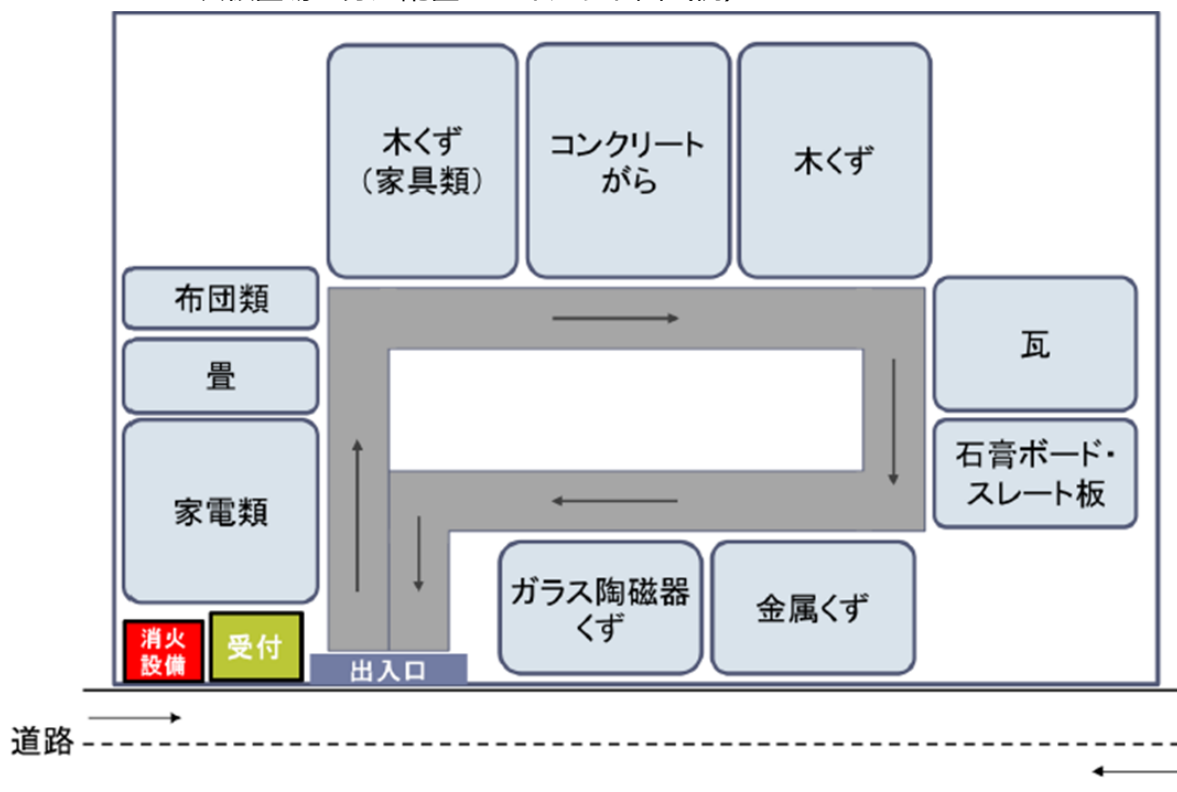 木くず
（家具類）
コンクリート
がら
木くず
布団類
畳
家電類
瓦
石膏ボード・
スレート板
ガラス陶磁器
くず
金属くず
消火
設備
受付
出入口
道路